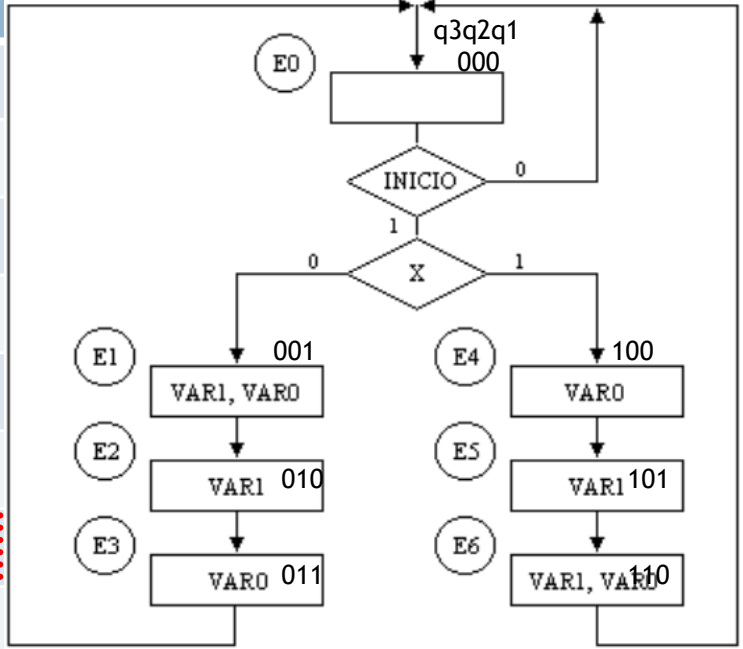 q3q2q1
E0
000
INICIO
0
1
X
0
1
E1
001
VAR1, VAR0
E4
100
VAR0
E2
VAR1
010
E5
VAR1
101
E3
VAR0
011
E6
VAR1, VAR0
110